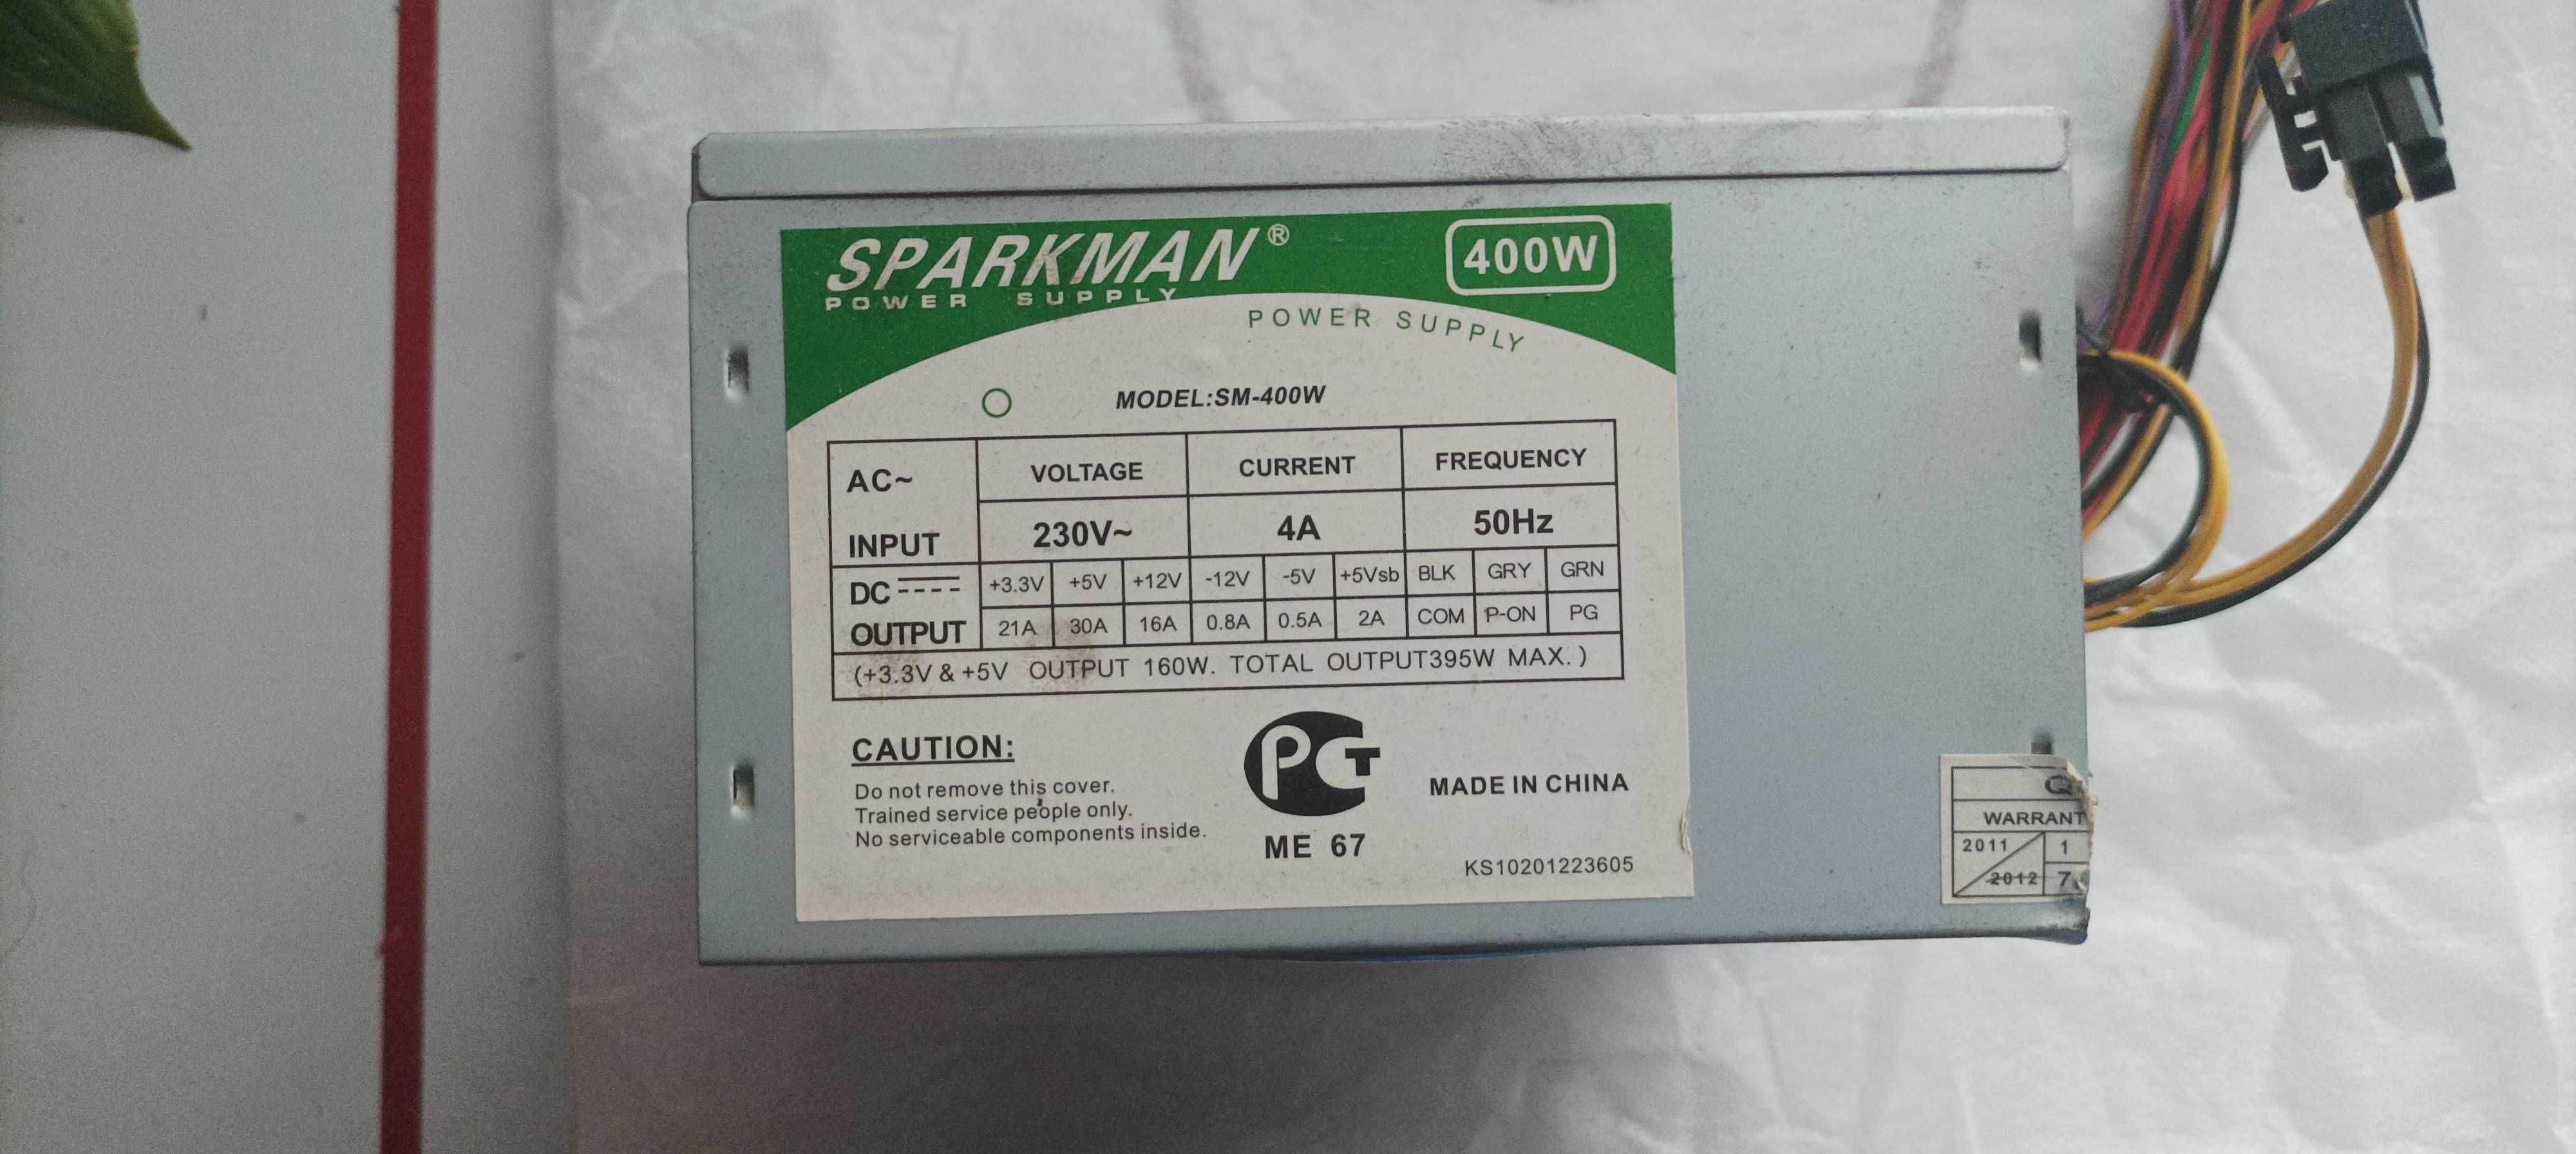 SPARKMAN®
POWER SUPPLY
400W
POWER SUPPLY
MODEL:SM-400W
AC~ INPUT
VOLTAGE CURRENT FREQUENCY
230V~ 4A 50Hz
DC OUTPUT
+3.3V +5V +12V -12V -5V +5Vsb BLK GRY GRN
21A 30A 16A 0.8A 0.5A 2A COM P-ON PG
(+3.3V & +5V OUTPUT 160W. TOTAL OUTPUT395W MAX.)
CAUTION:
Do not remove this cover.
Trained service people only.
No serviceable components inside.
PCT
ME 67
MADE IN CHINA
KS10201223605
WARRANT
2011 1
2012 7